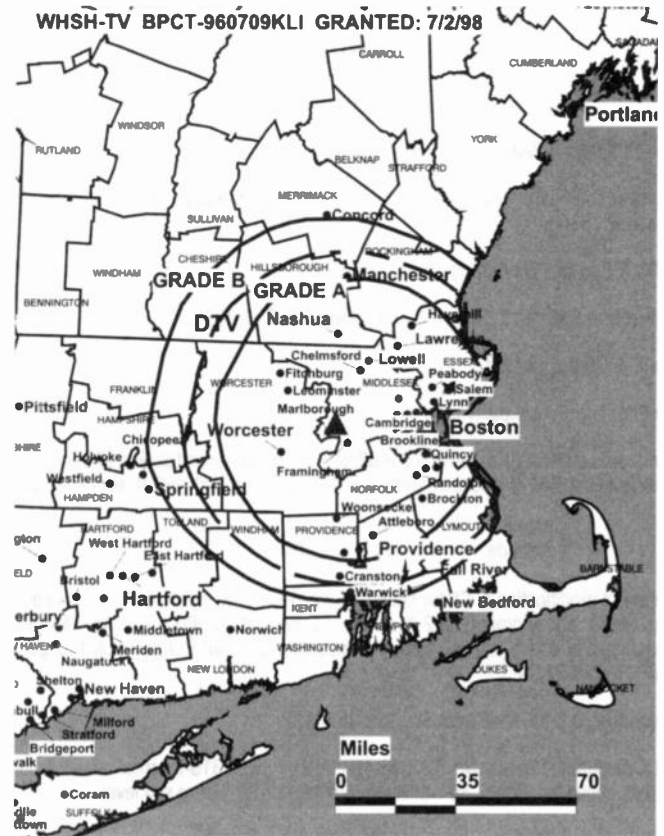 WHSH-TV BPCT-960709KLI GRANTED: 7/2/98
CARROLL
CUMBERLAND
WINDSOR
RUTLAND
YORK
BELKNAP
STRAFFORD
MERRIMACK
SULLIVAN
Concord
CHESHIRE
ROCKINGHAM
HILLSBOROUGH
WINDHAM
Manchester
GRADE B
GRADE A
BENNINGTON
DTV
Nashua
Lowell
Chelmsford
ESSEX
Peabody
Fitchburg
WORCESTER
MIDDLESEX
Salem
FRANKLIN
Leominster
Lynn
Pittsfield
Marlborough
HAMPSHIRE
Cambridge
Boston
Chicopee
Worcester
Brookline
Holyoke
Quincy
Westfield
Framingham
Springfield
NORFOLK
Randolph
HAMPDEN
Brockton
Woonsocket
HARTFORD
TOLLAND
WINDHAM
PROVIDENCE
Attleboro
West Hartford
East Hartford
Providence
Fall River
BARNSTABLE
Bristol
Cranston
Hartford
Warwick
KENT
New Bedford
Middletown
Norwich
WASHINGTON
NEWPORT
Meriden
Naugatuck
NEW LONDON
DUKES
NANTUCKET
Shelton
New Haven
Milford
Stratford
Bridgeport
Miles
0 35 70
Coram
SUFFOLK